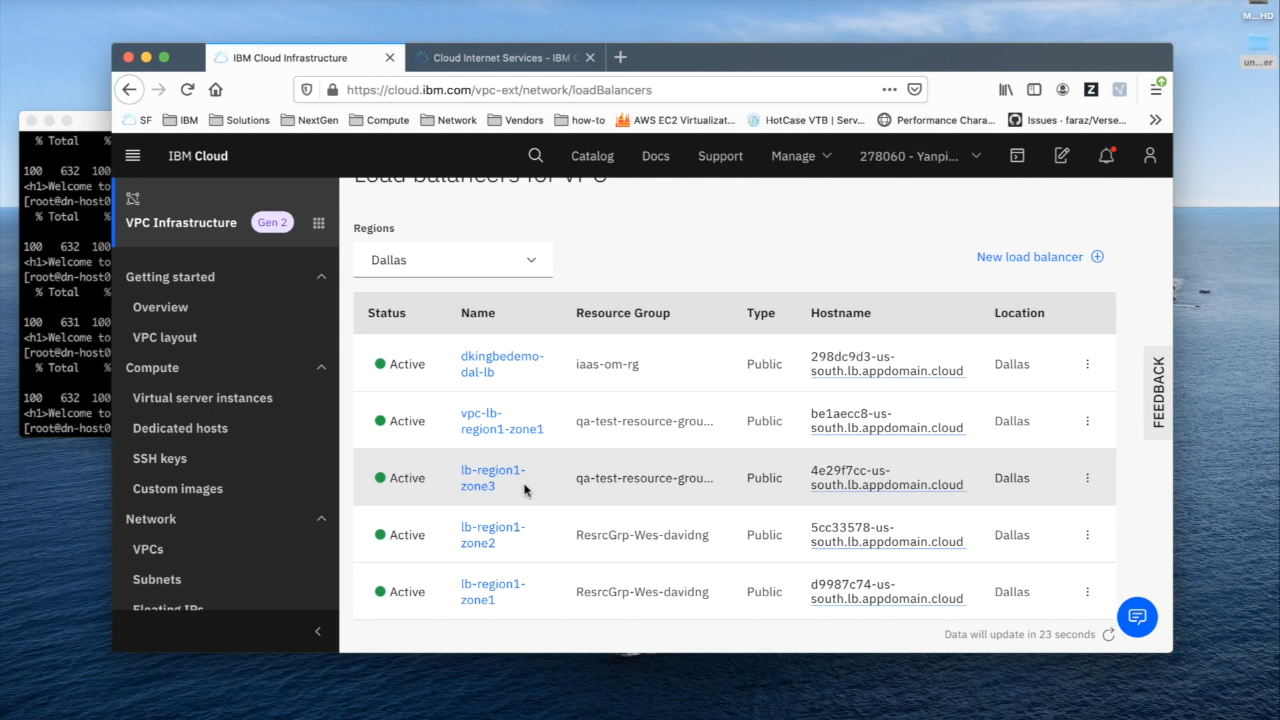 M...HD
un...er
IBM Cloud Infrastructure
Cloud Internet Services - IBM C
https://cloud.ibm.com/vpc-ext/network/loadBalancers
SF
IBM
Solutions
NextGen
Compute
Network
Vendors
how-to
AWS EC2 Virtualizat...
HotCase VTB | Serv...
Performance Chara...
Issues · faraz/Verse...
% Total %
100 632 100
<h1>Welcome to
[root@dn-host0
% Total %
100 632 100
<h1>Welcome to
[root@dn-host0
% Total %
100 631 100
<h1>Welcome to
[root@dn-host0
% Total %
100 632 100
<h1>Welcome to
[root@dn-host0
IBM Cloud
Catalog
Docs
Support
Manage
278060 - Yanpi...
VPC Infrastructure
Gen 2
Getting started
Overview
VPC layout
Compute
Virtual server instances
Dedicated hosts
SSH keys
Custom images
Network
VPCs
Subnets
Floating IPs
Load balancers for VPC
Regions
Dallas
New load balancer
Status Name Resource Group Type Hostname Location
Active dkingbedemo-dal-lb iaas-om-rg Public 298dc9d3-us-south.lb.appdomain.cloud Dallas
Active vpc-lb-region1-zone1 qa-test-resource-grou... Public be1aecc8-us-south.lb.appdomain.cloud Dallas
Active lb-region1-zone3 qa-test-resource-grou... Public 4e29f7cc-us-south.lb.appdomain.cloud Dallas
Active lb-region1-zone2 ResrcGrp-Wes-davidng Public 5cc33578-us-south.lb.appdomain.cloud Dallas
Active lb-region1-zone1 ResrcGrp-Wes-davidng Public d9987c74-us-south.lb.appdomain.cloud Dallas
Data will update in 23 seconds
FEEDBACK